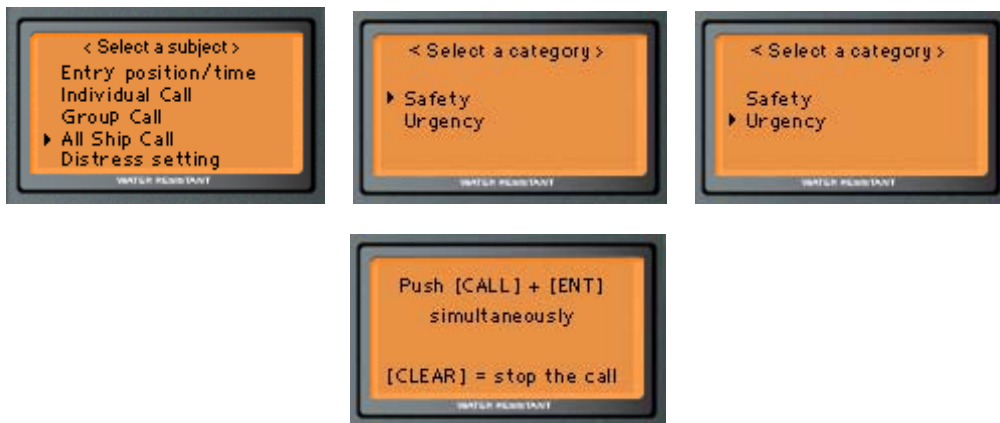 < Select a subject >
Entry position/time
Individual Call
Group Call
All Ship Call
Distress setting
WATER RESISTANT
< Select a category >
Safety
Urgency
WATER RESISTANT
< Select a category >
Safety
Urgency
WATER RESISTANT
Push [CALL] + [ENT]
simultaneously
[CLEAR] = stop the call
WATER RESISTANT